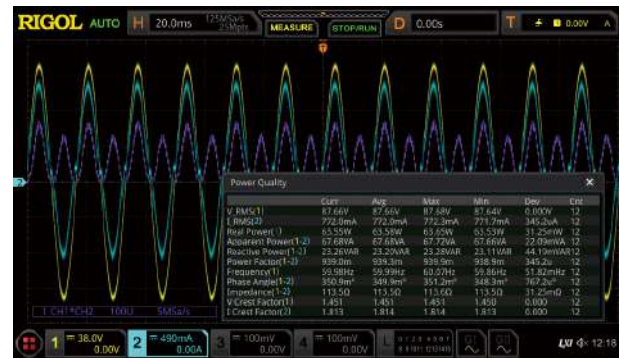 RIGOL AUTO H 20.0ms 125MSa/s 25Mpts MEASURE STOP/RUN D 0.00s T 0.00V A
T
2
Power Quality
Curr Avg Max Min Dev Cnt
V_RMS(1) 87.66V 87.66V 87.68V 87.64V 0.000V 12
I_RMS(2) 772.0mA 772.0mA 772.3mA 771.7mA 345.2uA 12
Real Power(1) 63.55W 63.58W 63.65W 63.53W 31.25mW 12
Apparent Power(1-2) 67.68VA 67.68VA 67.72VA 67.66VA 22.09mVA 12
Reactive Power(1-2) 23.26VAR 23.20VAR 23.28VAR 23.11VAR 44.19mVAR 12
Power Factor(1-2) 939.0m 939.3m 939.9m 938.9m 345.2u 12
Frequency(1) 59.98Hz 59.99Hz 60.07Hz 59.86Hz 51.82mHz 12
Phase Angle(1-2) 350.9m° 349.9m° 351.2m° 348.3m° 767.2u° 12
Impedance(1-2) 113.5Ω 113.5Ω 113.6Ω 113.5Ω 31.25mΩ 12
V Crest Factor(1) 1.451 1.451 1.451 1.450 0.000 12
I Crest Factor(2) 1.813 1.814 1.814 1.813 0.000 12
1 CH1*CH2 100U 5MSa/s
1 38.0V 0.00V 2 490mA 0.00A 3 100mV 0.00V 4 100mV 0.00V L GI GII LXI 12:18